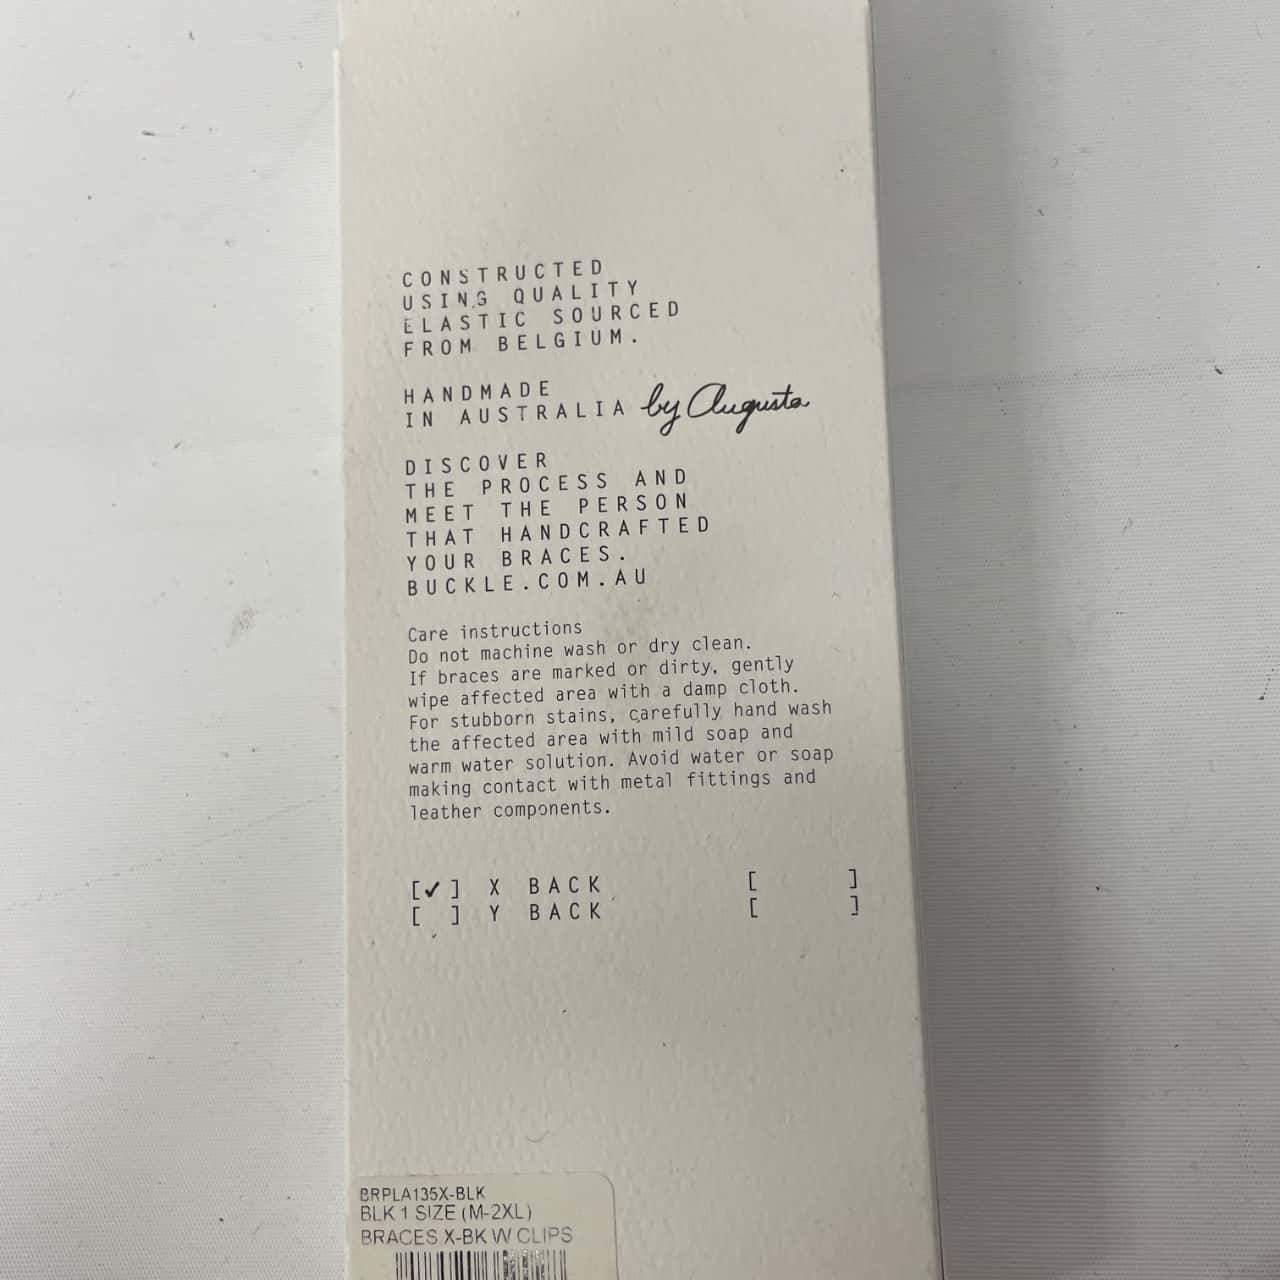 CONSTRUCTED
USING QUALITY
ELASTIC SOURCED
FROM BELGIUM.
HANDMADE
IN AUSTRALIA by Augusta
DISCOVER
THE PROCESS AND
MEET THE PERSON
THAT HANDCRAFTED
YOUR BRACES.
BUCKLE.COM.AU
Care instructions
Do not machine wash or dry clean.
If braces are marked or dirty, gently
wipe affected area with a damp cloth.
For stubborn stains, carefully hand wash
the affected area with mild soap and
warm water solution. Avoid water or soap
making contact with metal fittings and
leather components.
[✓] X BACK [ ]
[ ] Y BACK [ ]
BRPLA135X-BLK
BLK 1 SIZE (M-2XL)
BRACES X-BK W CLIPS